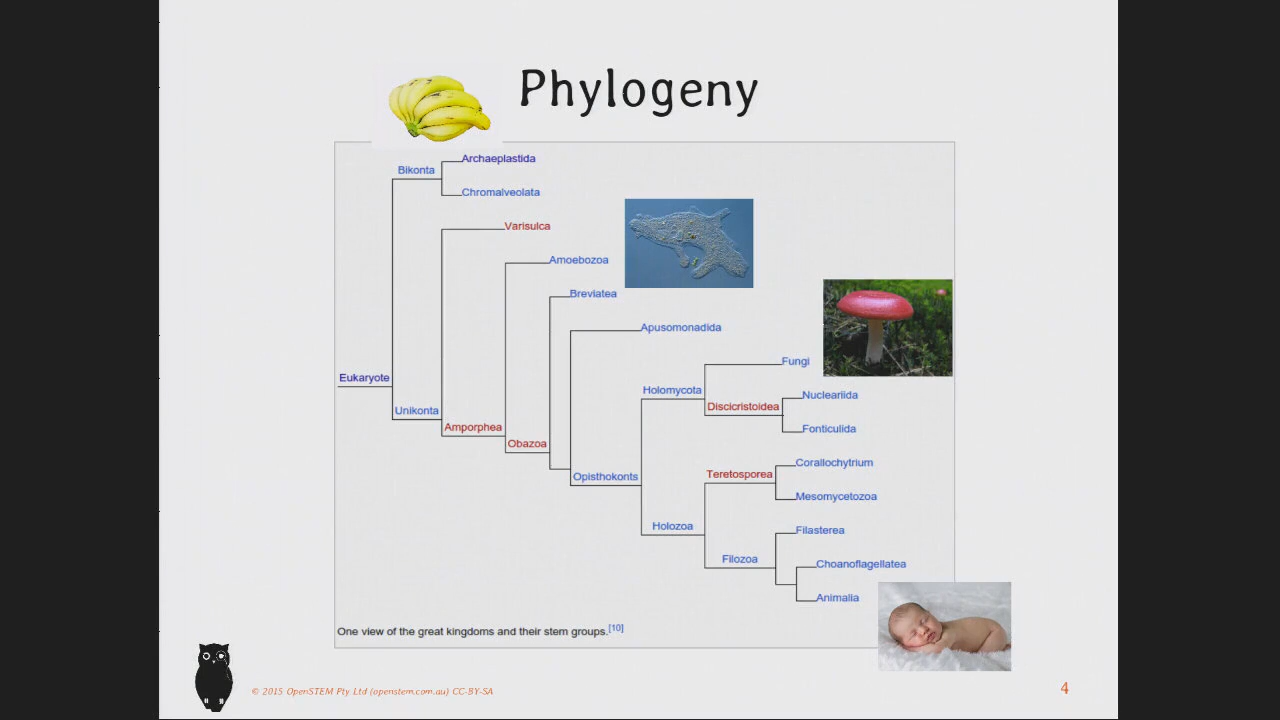 Phylogeny
Archaeplastida
Bikonta
Chromalveolata
Varisulca
Amoebozoa
Breviatea
Apusomonadida
Fungi
Eukaryote
Holomycota
Nucleariida
Discicristoidea
Unikonta
Amporphea
Fonticulida
Obazoa
Corallochytrium
Opisthokonts
Teretosporea
Mesomycetozoa
Holozoa
Filasterea
Filozoa
Choanoflagellatea
Animalia
One view of the great kingdoms and their stem groups.[10]
© 2015 OpenSTEM Pty Ltd (openstem.com.au) CC-BY-SA
4